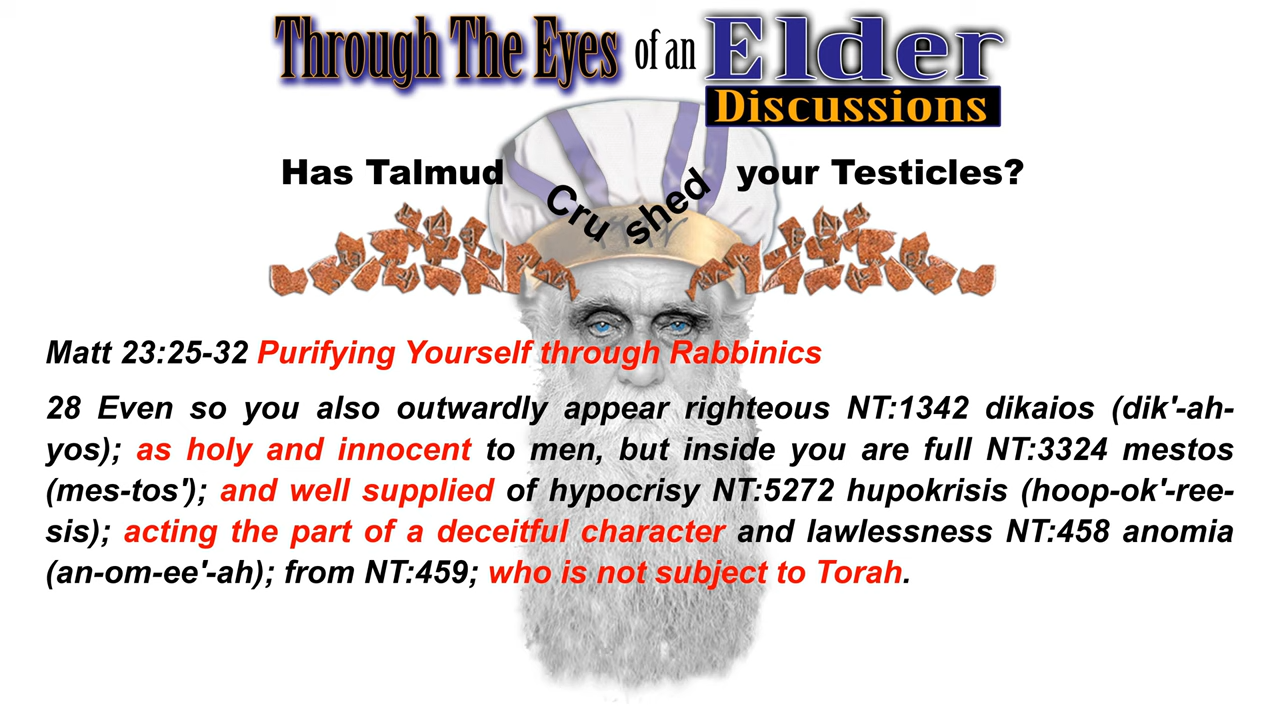 Through The Eyes of an Elder
Discussions
Has Talmud Crushed your Testicles?
Matt 23:25-32 Purifying Yourself through Rabbinics
28 Even so you also outwardly appear righteous NT:1342 dikaios (dik'-ah-
yos); as holy and innocent to men, but inside you are full NT:3324 mestos
(mes-tos'); and well supplied of hypocrisy NT:5272 hupokrisis (hoop-ok'-ree-
sis); acting the part of a deceitful character and lawlessness NT:458 anomia
(an-om-ee'-ah); from NT:459; who is not subject to Torah.